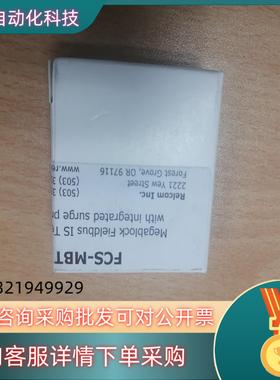 自动化科技
Relcom Inc.
2221 Yew Street
Forest Grove, OR 97116
(503) 3
(503) 3
www.re
FCS-MBT
Megablock Fieldbus IS T
with integrated surge p
321949929
咨询采购批发可对公开票
客服详情下单采购